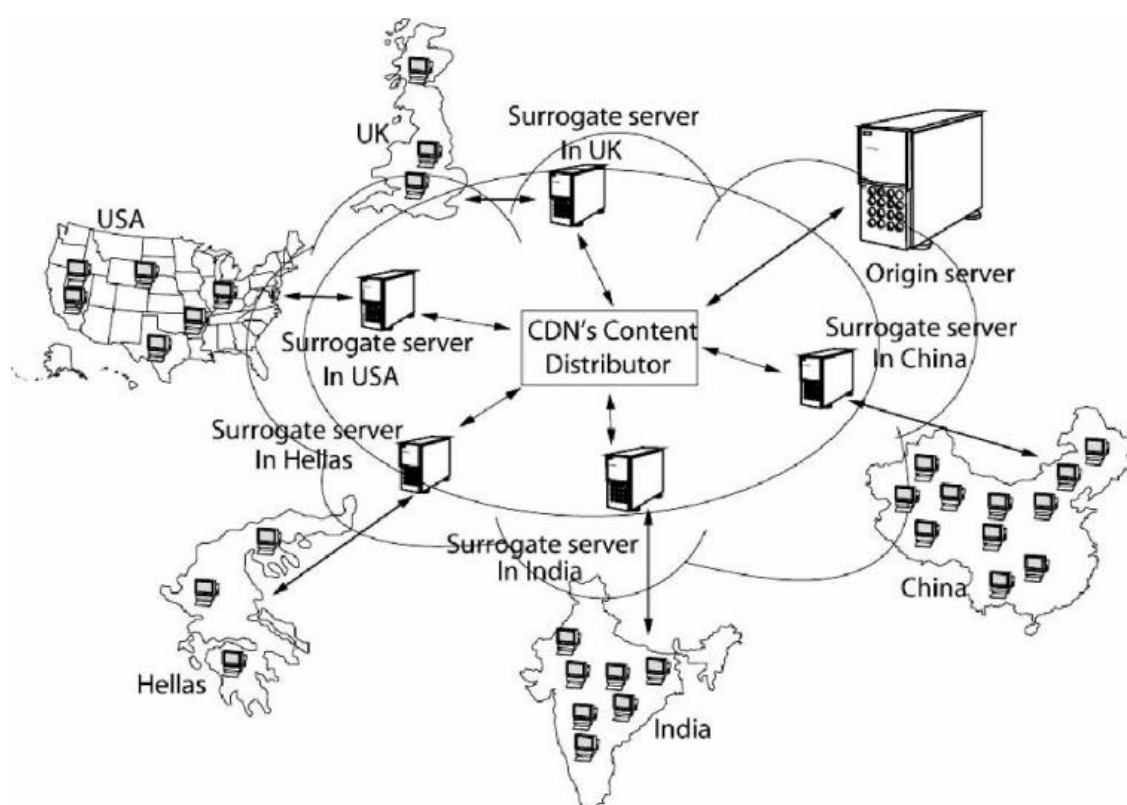 UK
Surrogate server
In UK
USA
Origin server
Surrogate server
In USA
CDN's Content
Distributor
Surrogate server
In China
Surrogate server
In Hellas
Surrogate server
In India
China
Hellas
India